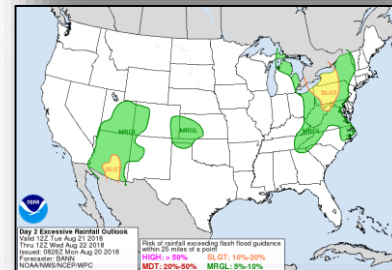 SLGT
MRGL
MRGL
MRGL
SLGT
NOAA
Day 2 Excessive Rainfall Outlook
Valid 12Z Tue Aug 21 2018
Thru 12Z Wed Aug 22 2018
Issued: 0826Z Mon Aug 20 2018
Forecaster: BANN
NOAA/NWS/NCEP/WPC
Risk of rainfall exceeding flash flood guidance
within 25 miles of a point
HIGH: > 50% SLGT: 10%-20%
MDT: 20%-50% MRGL: 5%-10%